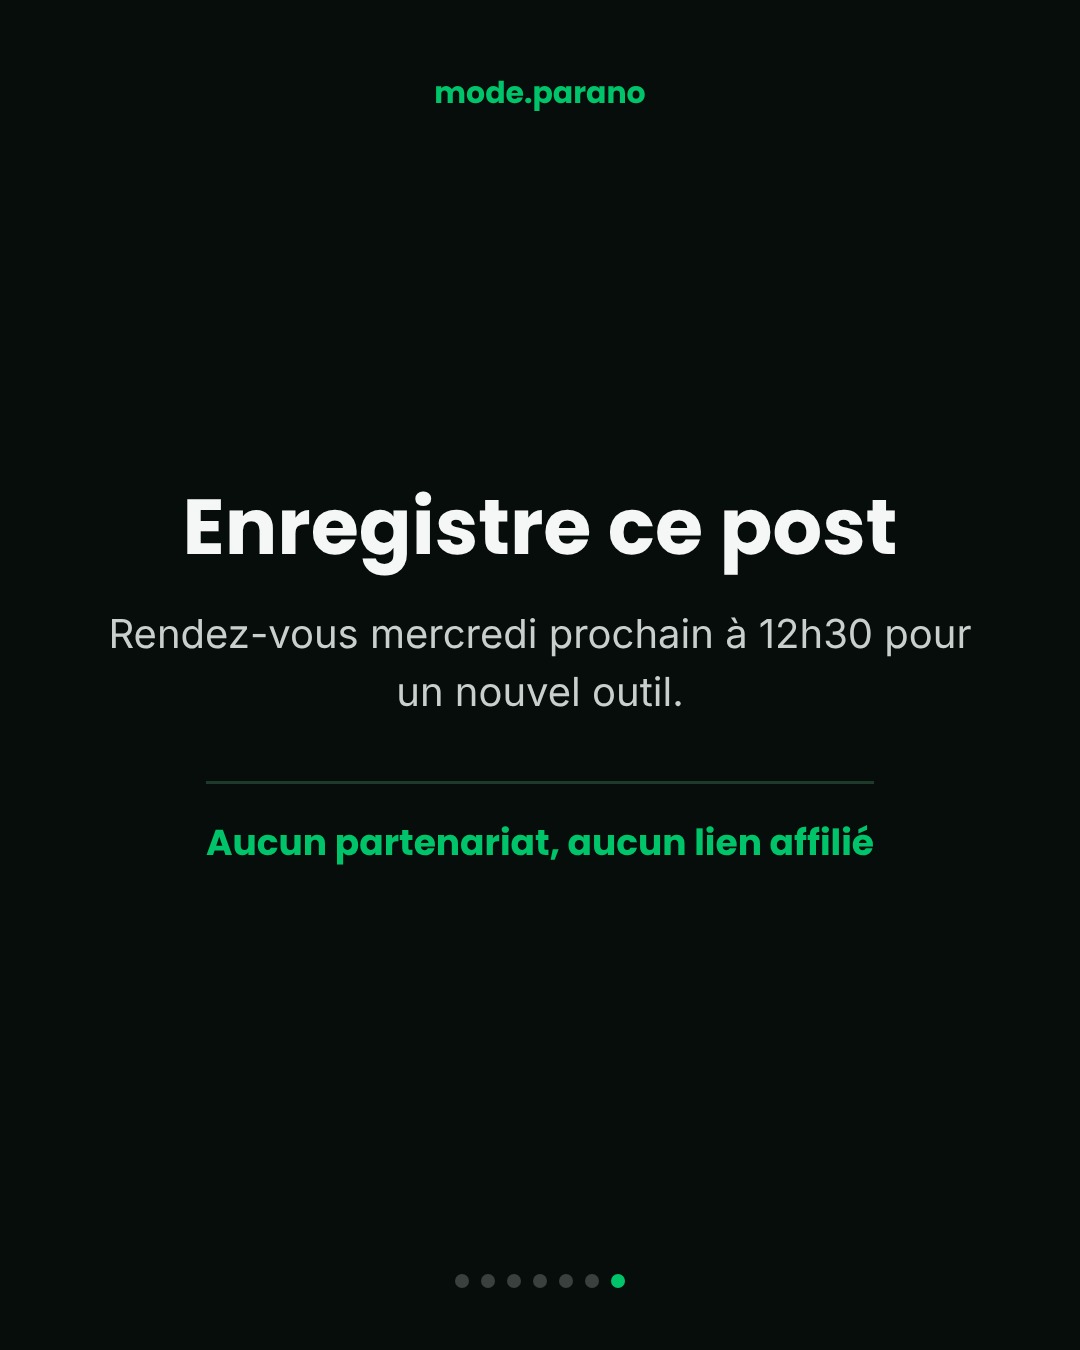 mode.parano
Enregistre ce post
Rendez-vous mercredi prochain à 12h30 pour
un nouvel outil.
Aucun partenariat, aucun lien affilié